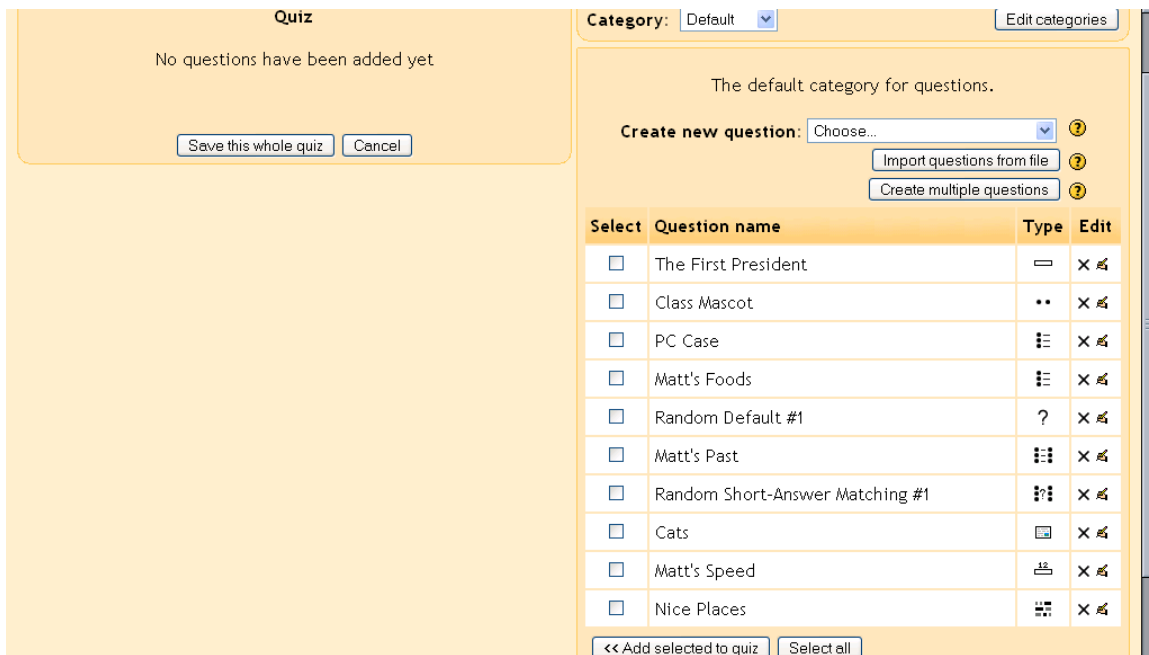 Quiz
No questions have been added yet
Save this whole quiz Cancel
Category: Default Edit categories
The default category for questions.
Create new question: Choose... ?
Import questions from file ?
Create multiple questions ?
Select Question name Type Edit
The First President
Class Mascot
PC Case
Matt's Foods
Random Default #1 ?
Matt's Past
Random Short-Answer Matching #1 ?
Cats
Matt's Speed 12
Nice Places
<< Add selected to quiz Select all